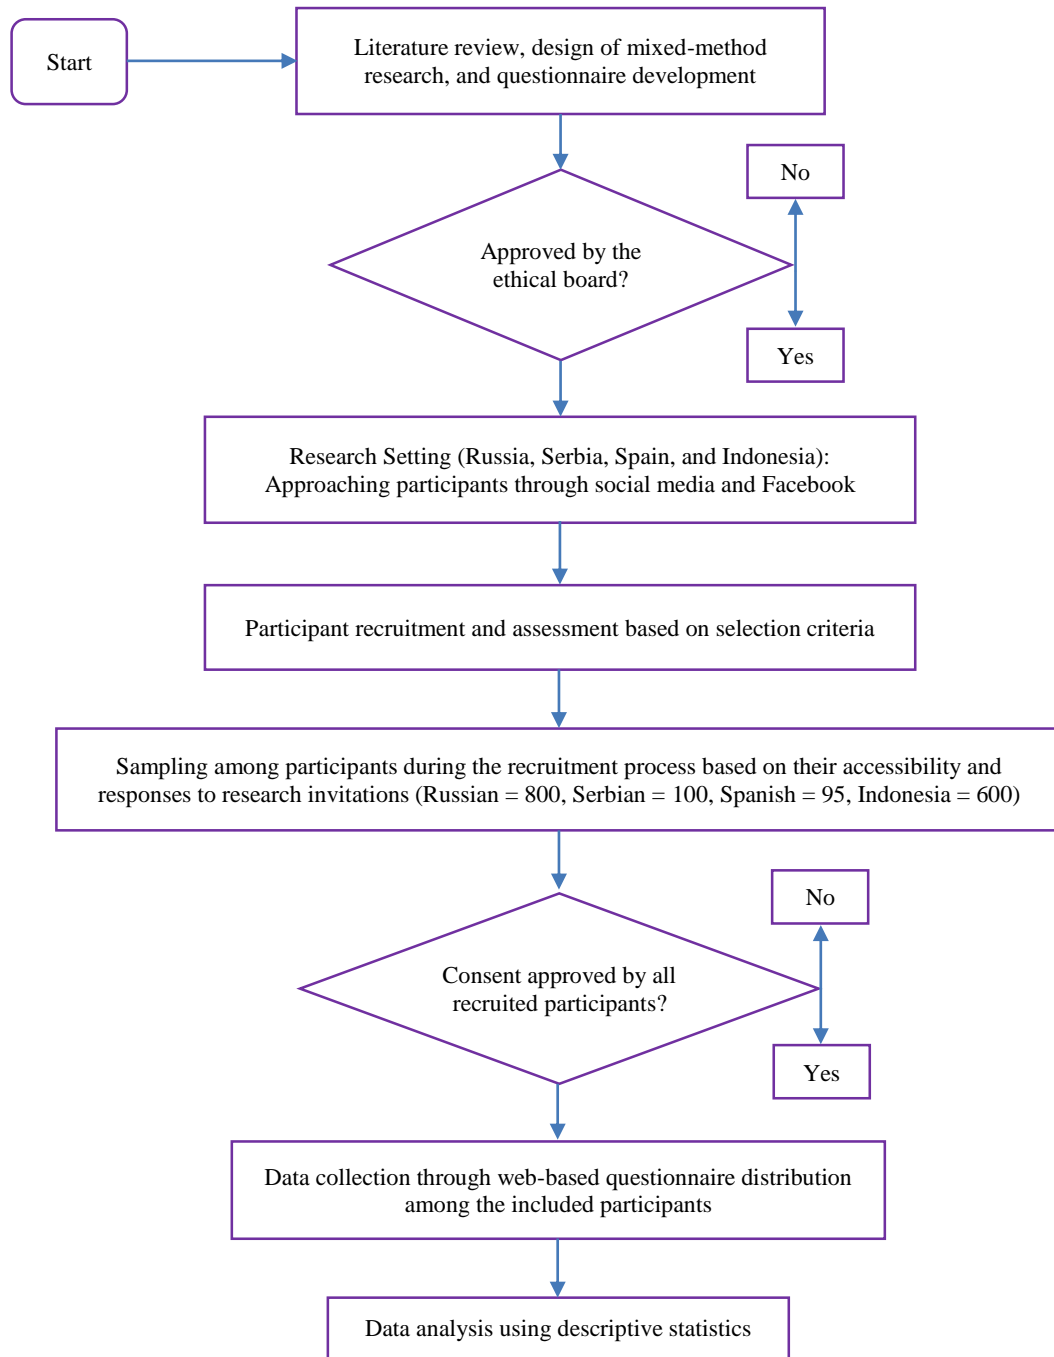 Start
Literature review, design of mixed-method
research, and questionnaire development
No
Approved by the
ethical board?
Yes
Research Setting (Russia, Serbia, Spain, and Indonesia):
Approaching participants through social media and Facebook
Participant recruitment and assessment based on selection criteria
Sampling among participants during the recruitment process based on their accessibility and
responses to research invitations (Russian = 800, Serbian = 100, Spanish = 95, Indonesia = 600)
No
Consent approved by all
recruited participants?
Yes
Data collection through web-based questionnaire distribution
among the included participants
Data analysis using descriptive statistics